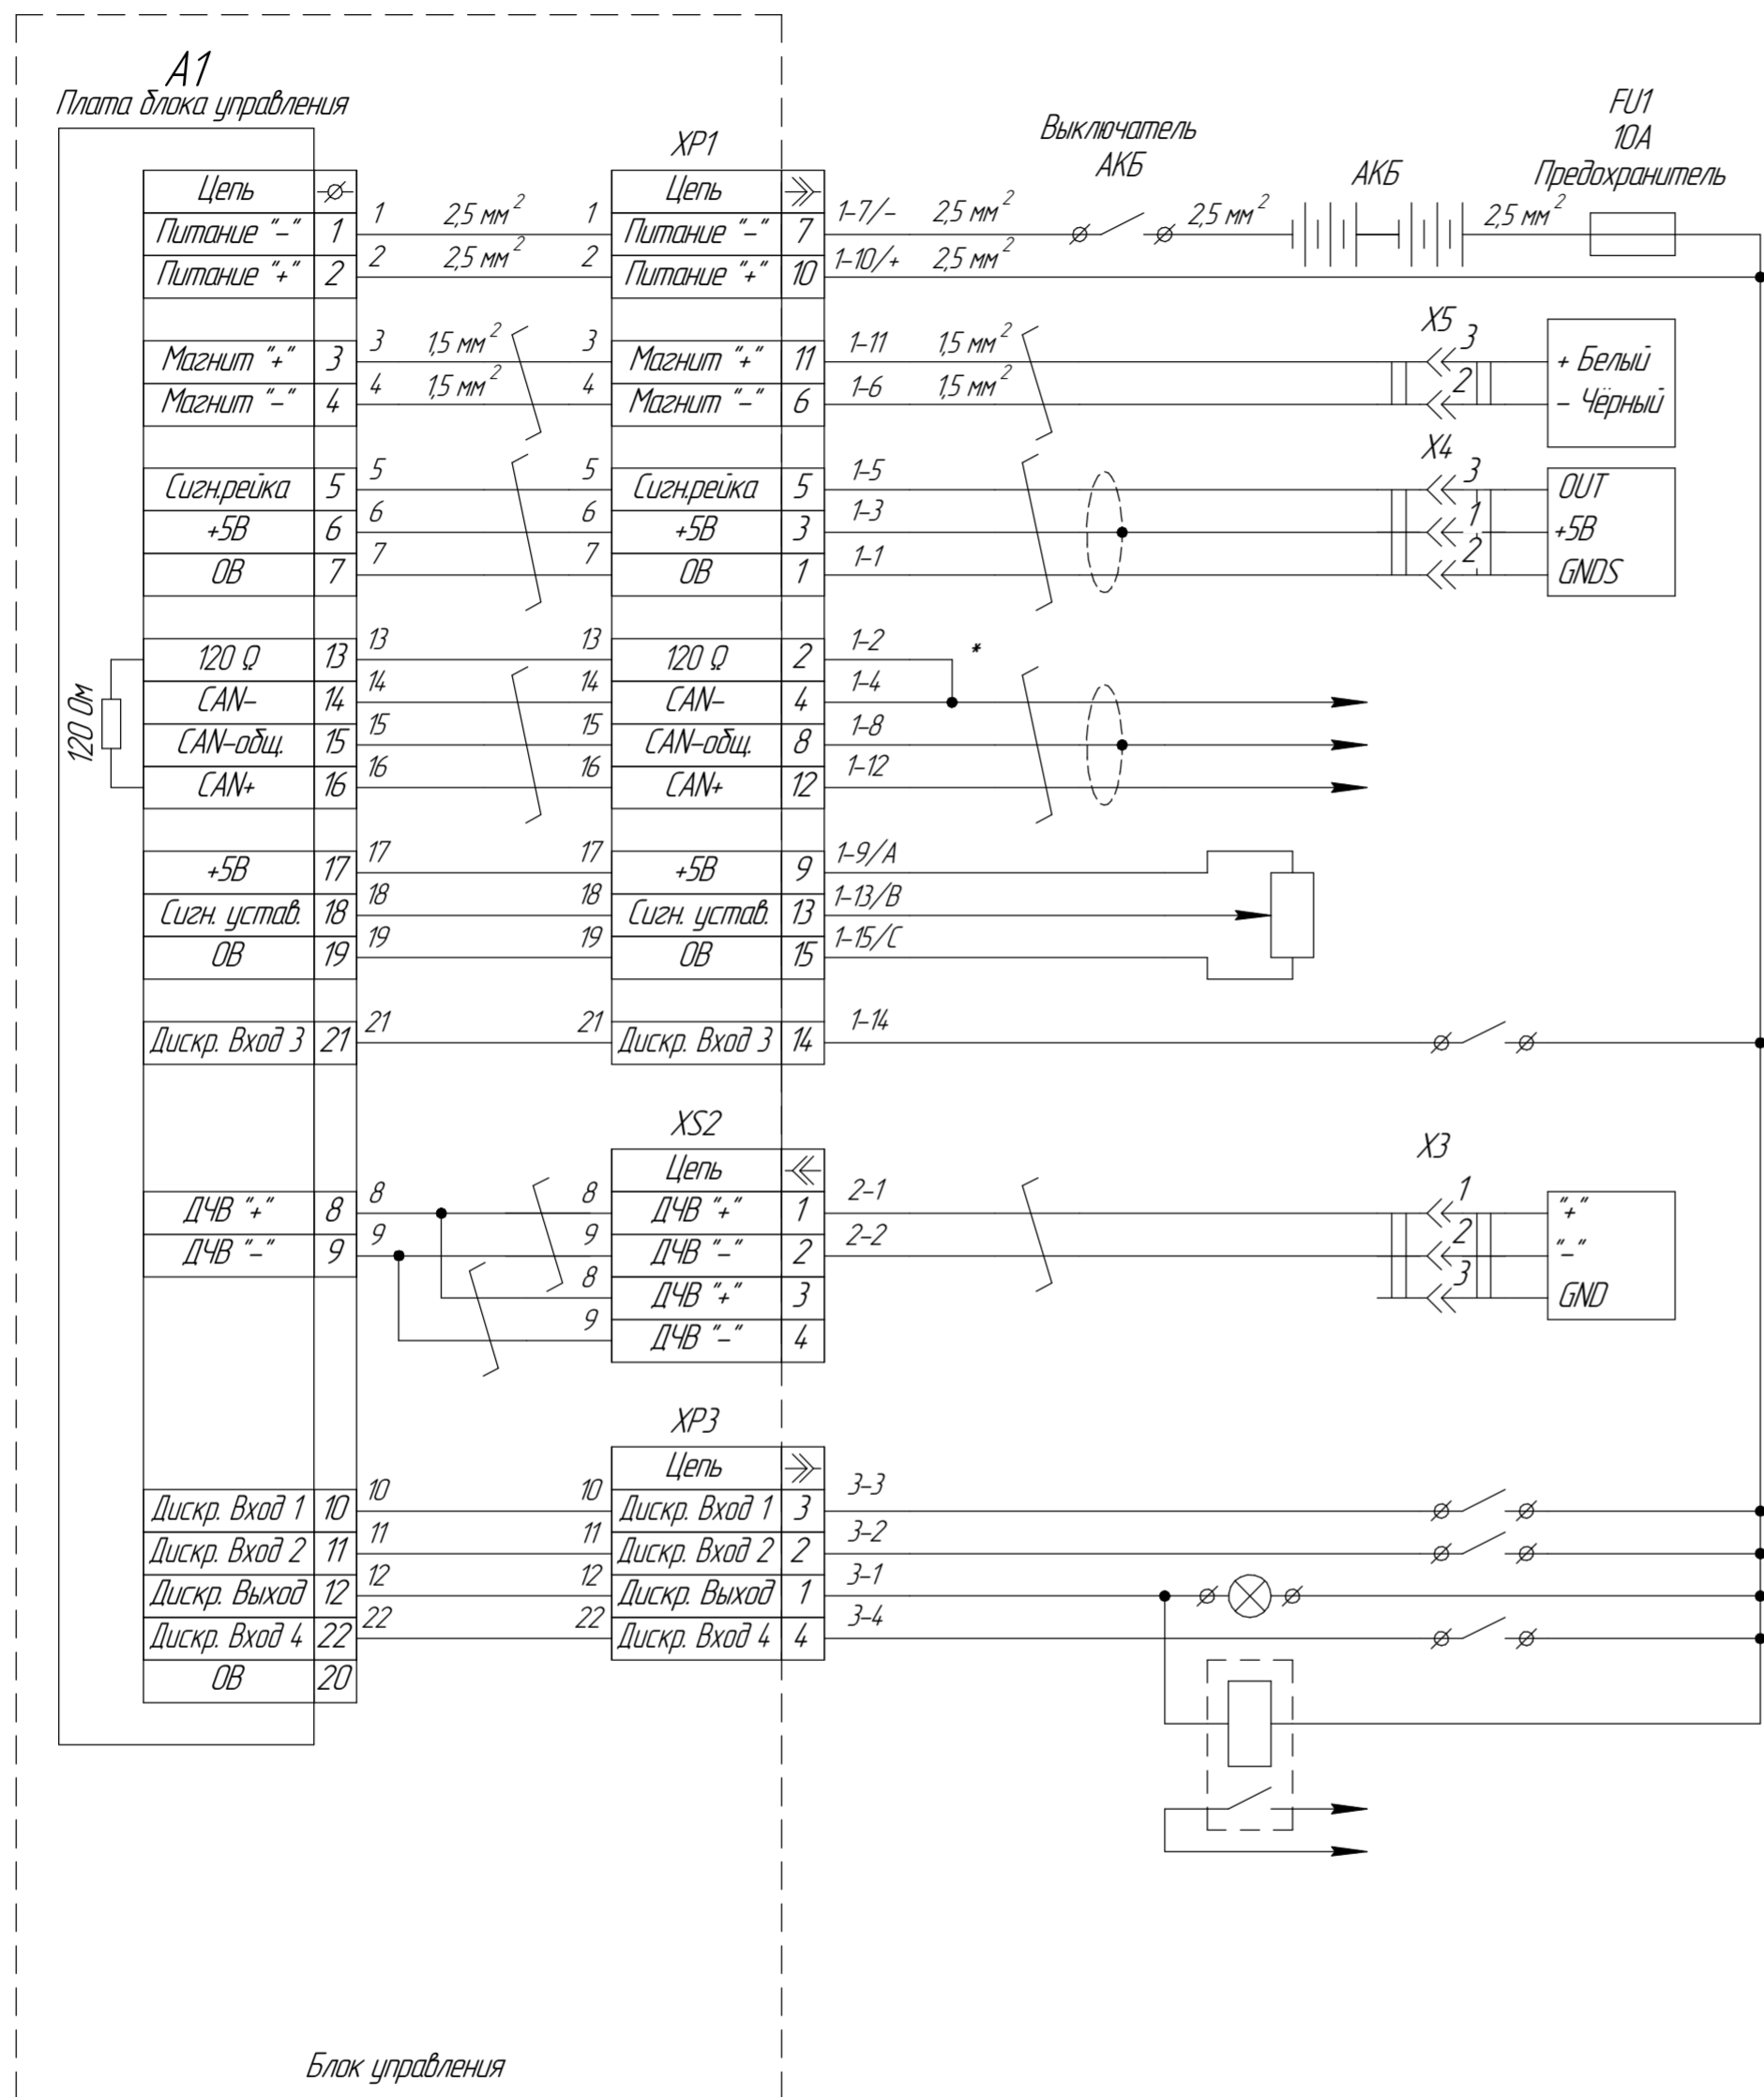 А1
Плата блока управления
ХР1
Выключатель
АКБ
АКБ
FU1
10А
Предохранитель
Цепь
Цепь
Питание "–" 1 1 2,5 мм² 1 Питание "–" 7 1-7/- 2,5 мм² 2,5 мм² 2,5 мм²
Питание "+" 2 2 2,5 мм² 2 Питание "+" 10 1-10/+ 2,5 мм²
Магнит "+" 3 3 1,5 мм² 3 Магнит "+" 11 1-11 1,5 мм² Х5 3 + Белый
Магнит "–" 4 4 1,5 мм² 4 Магнит "–" 6 1-6 1,5 мм² 2 – Чёрный
Х4
Сигн.рейка 5 5 5 Сигн.рейка 5 1-5 3 OUT
+5В 6 6 6 +5В 3 1-3 1 +5В
0В 7 7 7 0В 1 1-1 2 GNDS
120 Ом
120 Ω 13 13 13 120 Ω 2 1-2 *
CAN- 14 14 14 CAN- 4 1-4
CAN-общ. 15 15 15 CAN-общ. 8 1-8
CAN+ 16 16 16 CAN+ 12 1-12
+5В 17 17 17 +5В 9 1-9/А
Сигн. устав. 18 18 18 Сигн. устав. 13 1-13/В
0В 19 19 19 0В 15 1-15/С
Дискр. Вход 3 21 21 21 Дискр. Вход 3 14 1-14
XS2
Х3
Цепь
ДЧВ "+" 8 8 8 ДЧВ "+" 1 2-1 1 "+"
ДЧВ "–" 9 9 9 ДЧВ "–" 2 2-2 2 "–"
8 ДЧВ "+" 3 3 GND
9 ДЧВ "–" 4
ХР3
Цепь
Дискр. Вход 1 10 10 10 Дискр. Вход 1 3 3-3
Дискр. Вход 2 11 11 11 Дискр. Вход 2 2 3-2
Дискр. Выход 12 12 12 Дискр. Выход 1 3-1
Дискр. Вход 4 22 22 22 Дискр. Вход 4 4 3-4
0В 20
Блок управления